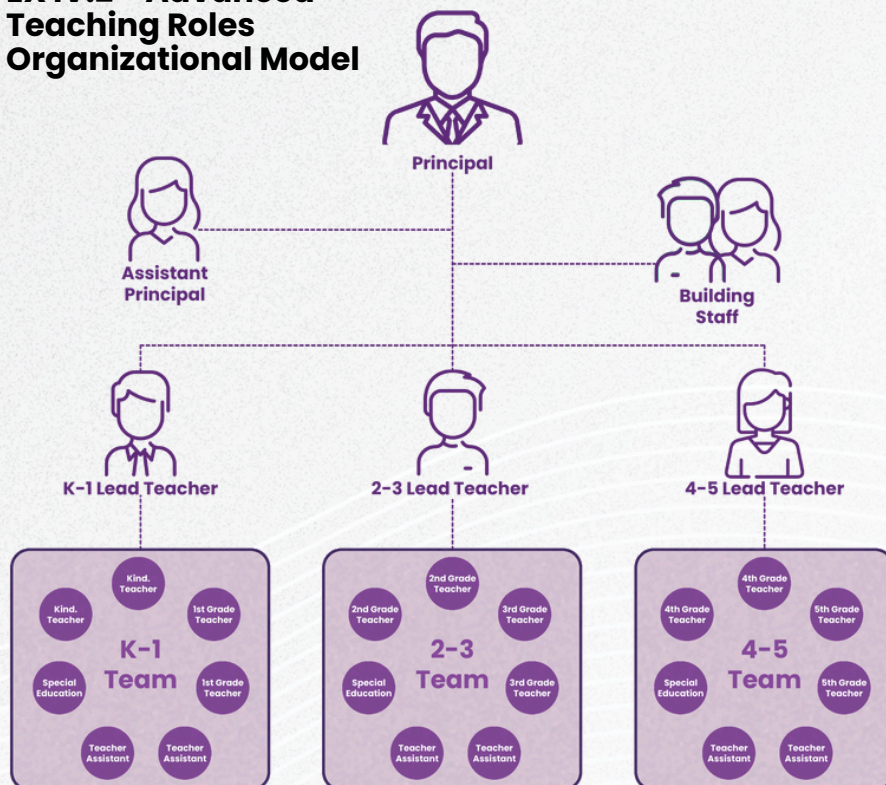 Teaching Roles
Organizational Model
Principal
Assistant
Principal
Building
Staff
K-1 Lead Teacher
2-3 Lead Teacher
4-5 Lead Teacher
Kind.
Teacher
Kind.
Teacher
1st Grade
Teacher
K-1
Team
Special
Education
1st Grade
Teacher
Teacher
Assistant
Teacher
Assistant
2nd Grade
Teacher
2nd Grade
Teacher
3rd Grade
Teacher
2-3
Team
Special
Education
3rd Grade
Teacher
Teacher
Assistant
Teacher
Assistant
4th Grade
Teacher
4th Grade
Teacher
5th Grade
Teacher
4-5
Team
Special
Education
5th Grade
Teacher
Teacher
Assistant
Teacher
Assistant